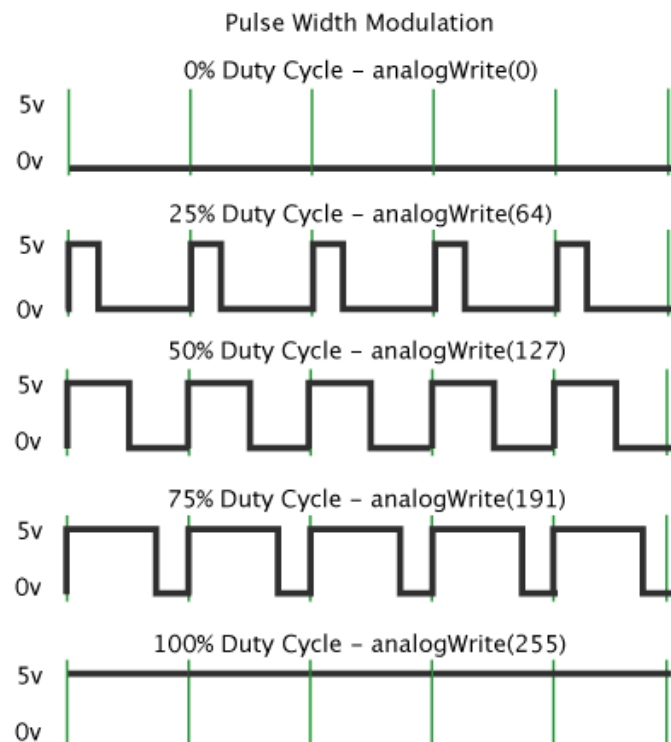 Pulse Width Modulation
0% Duty Cycle – analogWrite(0)
5v
0v
25% Duty Cycle – analogWrite(64)
5v
0v
50% Duty Cycle – analogWrite(127)
5v
0v
75% Duty Cycle – analogWrite(191)
5v
0v
100% Duty Cycle – analogWrite(255)
5v
0v